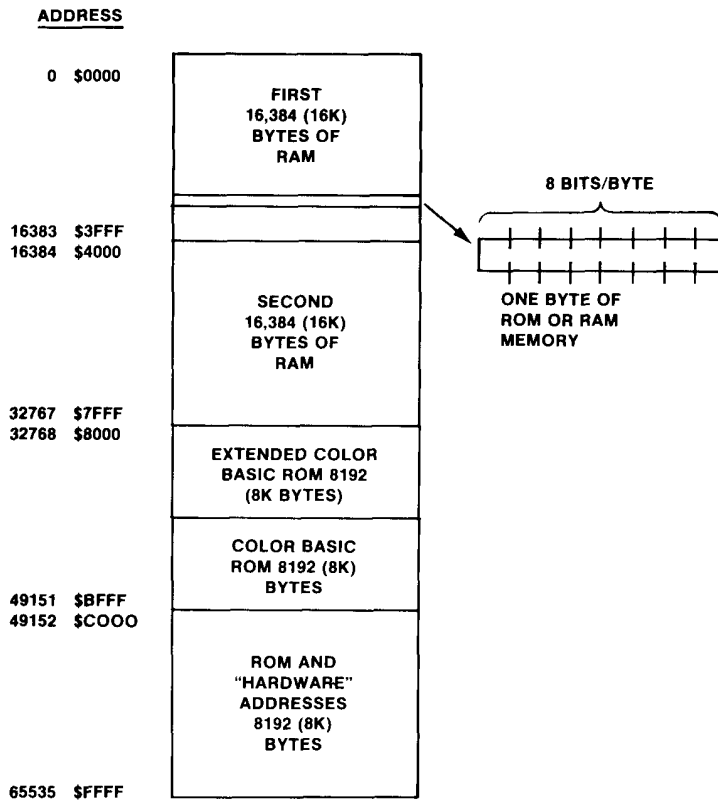 ADDRESS
0 $0000
FIRST
16,384 (16K)
BYTES OF
RAM
8 BITS/BYTE
16383 $3FFF
16384 $4000
ONE BYTE OF
ROM OR RAM
MEMORY
SECOND
16,384 (16K)
BYTES OF
RAM
32767 $7FFF
32768 $8000
EXTENDED COLOR
BASIC ROM 8192
(8K BYTES)
COLOR BASIC
ROM 8192 (8K)
BYTES
49151 $BFFF
49152 $COOO
ROM AND
"HARDWARE"
ADDRESSES
8192 (8K)
BYTES
65535 $FFFF